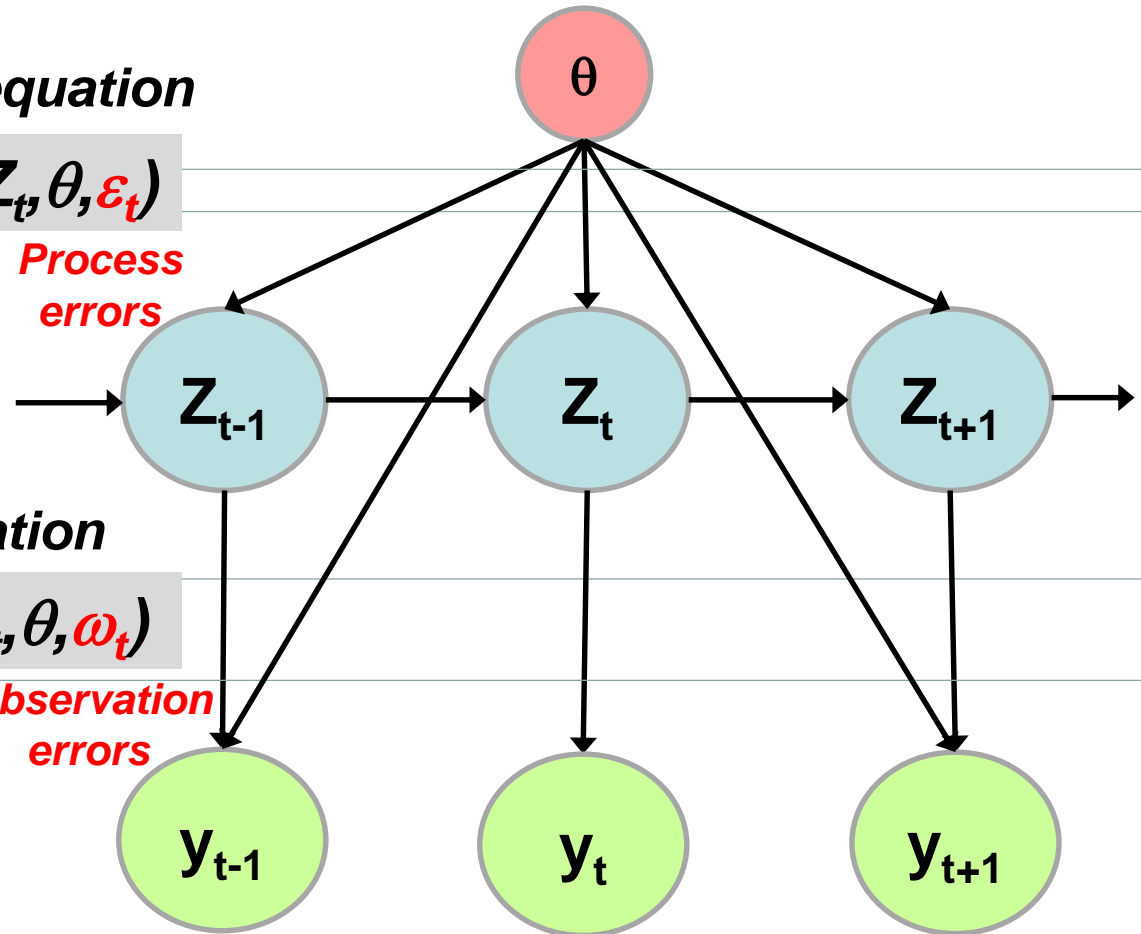 θ
equation
Z_t,θ,ε_t)
Process
errors
Z_t-1
Z_t
Z_t+1
ation
,θ,ω_t)
bservation
errors
y_t-1
y_t
y_t+1